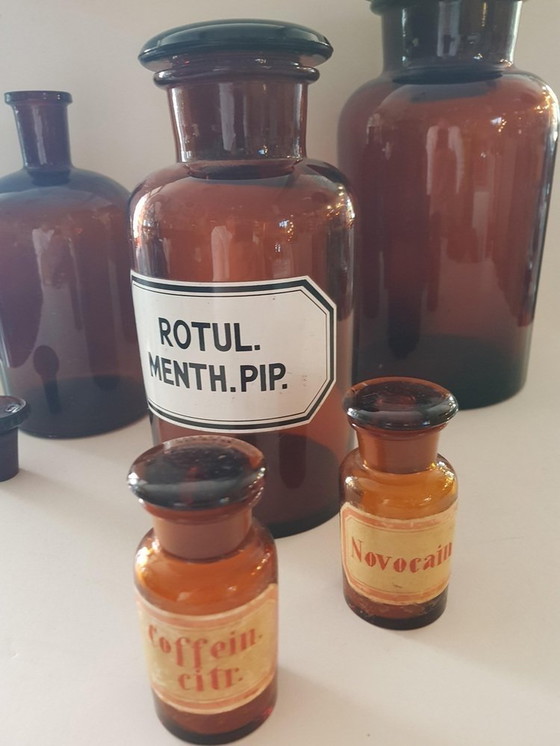 ROTUL.
MENTH.PIP.
Novocain
coffein.
citr.